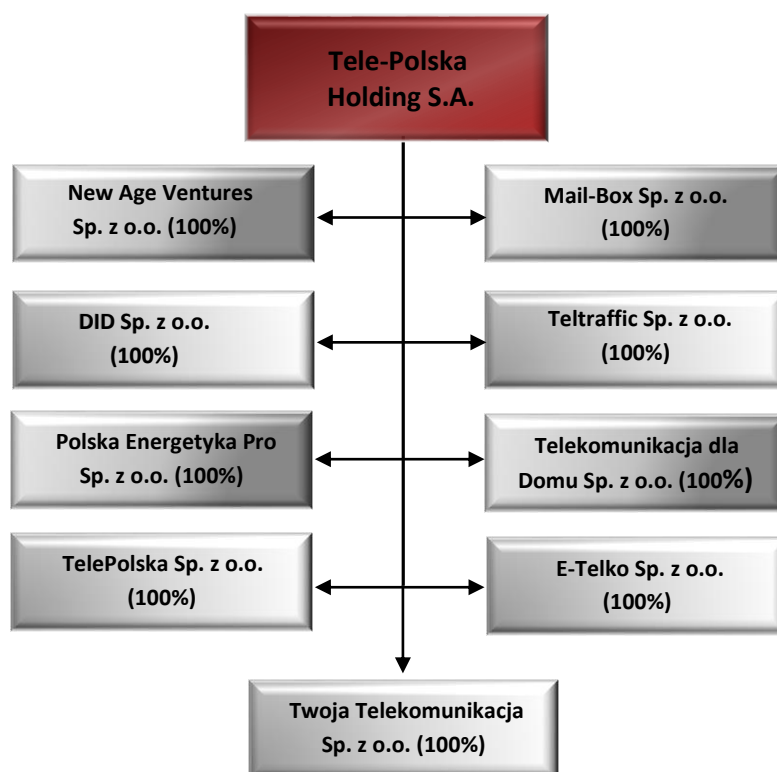 Tele-Polska
Holding S.A.
New Age Ventures
Sp. z o.o. (100%)
Mail-Box Sp. z o.o.
(100%)
DID Sp. z o.o.
(100%)
Teltraffic Sp. z o.o.
(100%)
Polska Energetyka Pro
Sp. z o.o. (100%)
Telekomunikacja dla
Domu Sp. z o.o. (100%)
TelePolska Sp. z o.o.
(100%)
E-Telko Sp. z o.o.
(100%)
Twoja Telekomunikacja
Sp. z o.o. (100%)